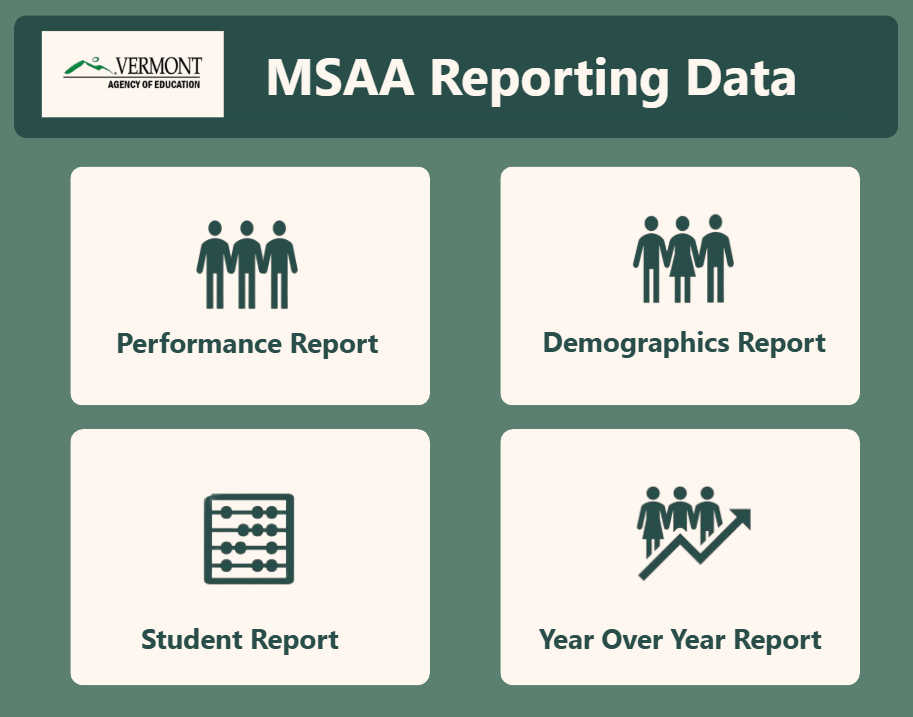 VERMONT
AGENCY OF EDUCATION
MSAA Reporting Data
Performance Report
Demographics Report
Student Report
Year Over Year Report